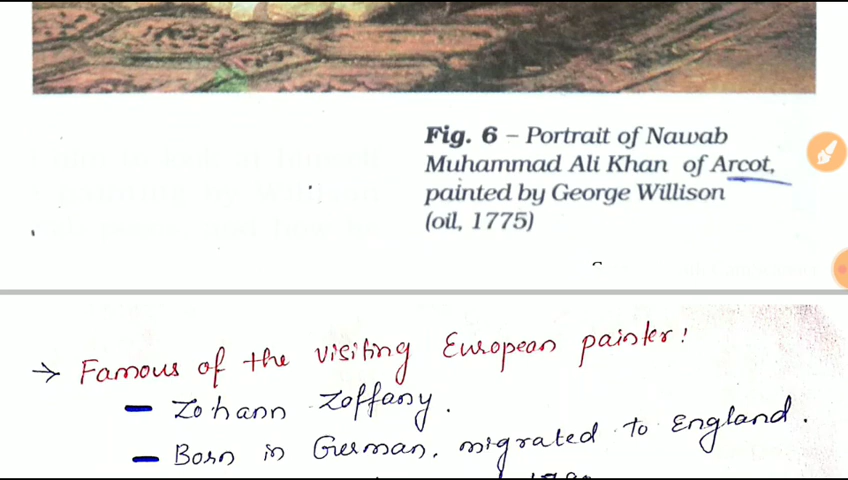 Fig. 6 – Portrait of Nawab
Muhammad Ali Khan of Arcot,
painted by George Willison
(oil, 1775)
→ Famous of the visiting European painter:
– Zohann Zoffany.
– Born in German, migrated to England.